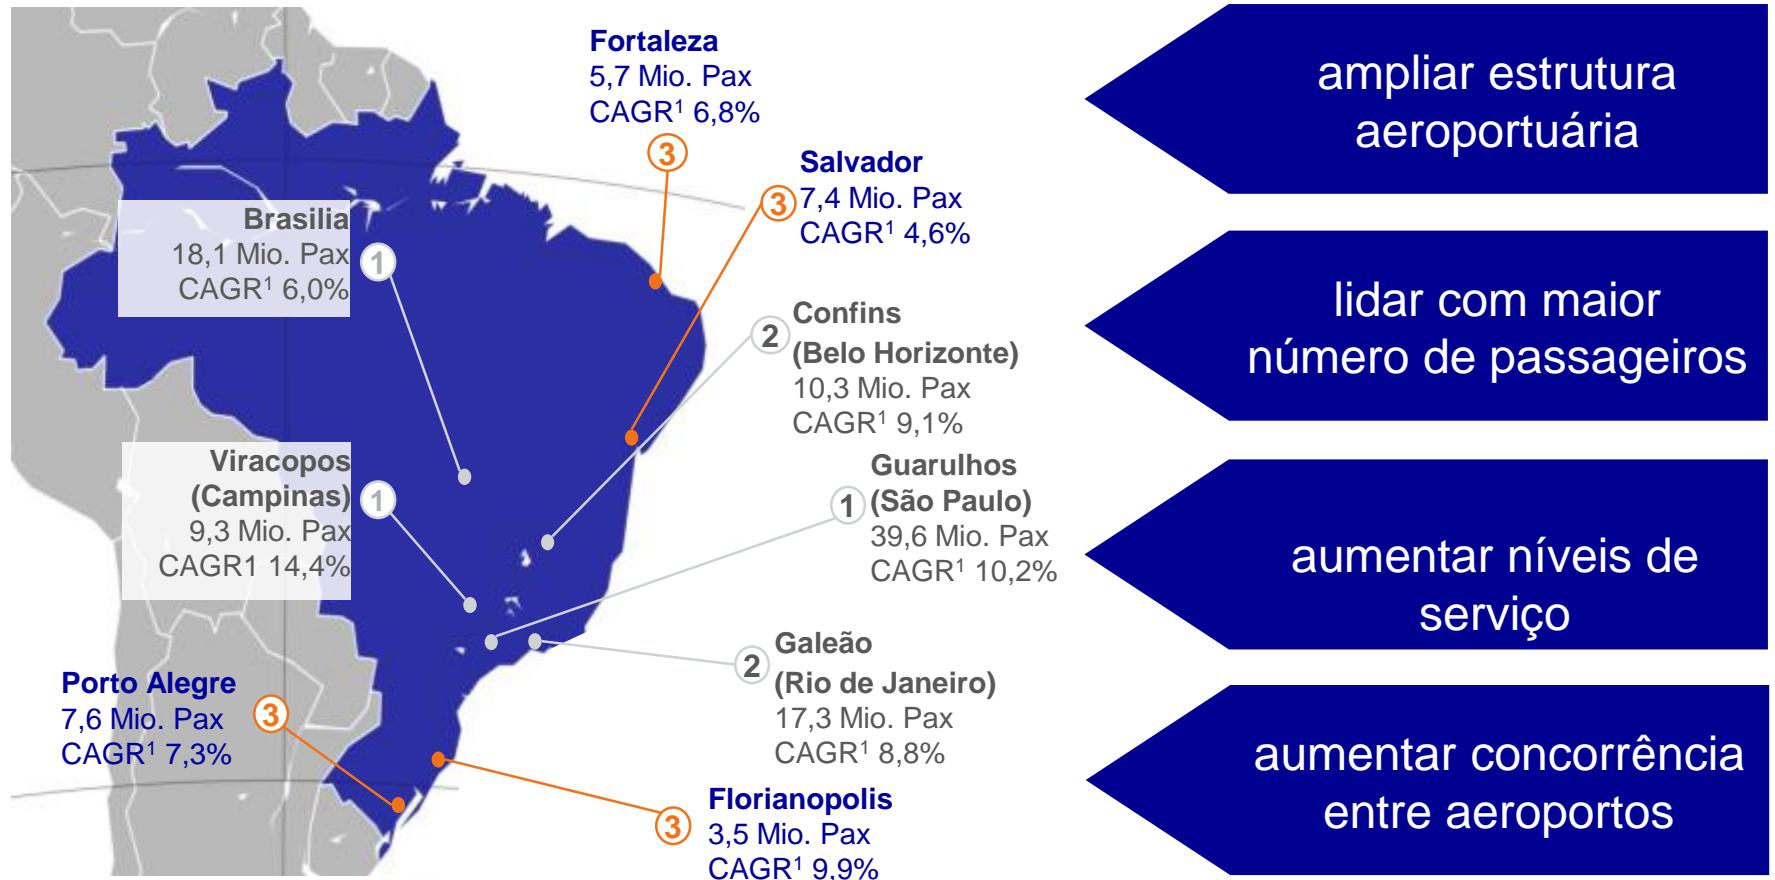 Fortaleza
5,7 Mio. Pax
CAGR¹ 6,8%
3
Salvador
7,4 Mio. Pax
CAGR¹ 4,6%
3
Brasilia
18,1 Mio. Pax
CAGR¹ 6,0%
1
Confins
(Belo Horizonte)
10,3 Mio. Pax
CAGR¹ 9,1%
2
Viracopos
(Campinas)
9,3 Mio. Pax
CAGR1 14,4%
1
Guarulhos
(São Paulo)
39,6 Mio. Pax
CAGR¹ 10,2%
1
Galeão
(Rio de Janeiro)
17,3 Mio. Pax
CAGR¹ 8,8%
2
Porto Alegre
7,6 Mio. Pax
CAGR¹ 7,3%
3
Florianopolis
3,5 Mio. Pax
CAGR¹ 9,9%
3
ampliar estrutura
aeroportuária
lidar com maior
número de passageiros
aumentar níveis de
serviço
aumentar concorrência
entre aeroportos